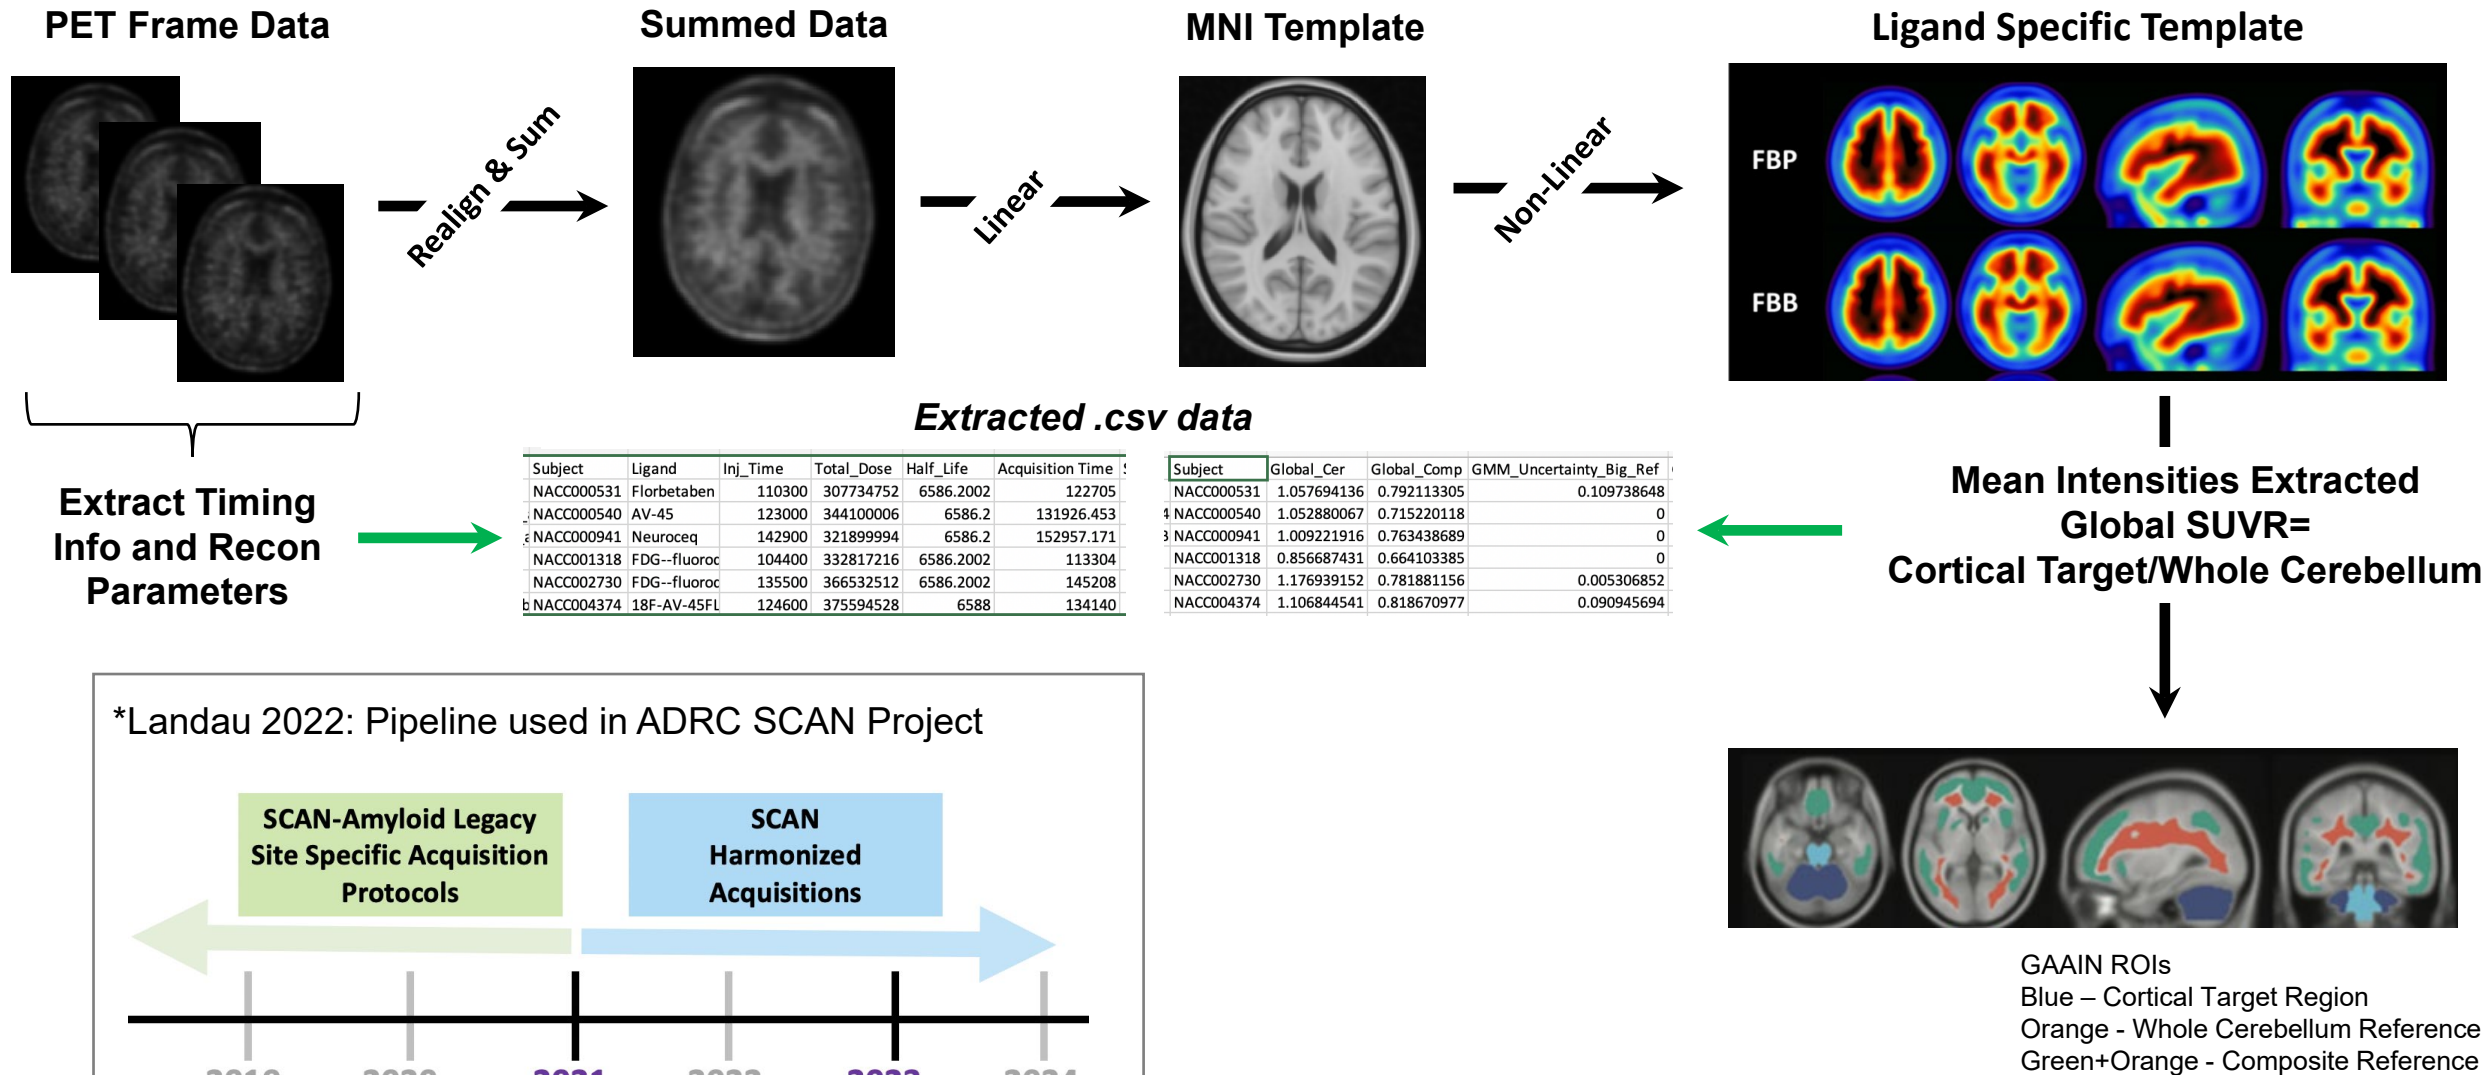 PET Frame Data
Summed Data
MNI Template
Ligand Specific Template
Realign & Sum
Linear
Non-Linear
FBP
FBB
Extracted .csv data
Extract Timing
Info and Recon
Parameters
Subject Ligand Inj_Time Total_Dose Half_Life Acquisition Time
NACC000531 Florbetaben 110300 307734752 6586.2002 122705
NACC000540 AV-45 123000 344100006 6586.2 131926.453
NACC000941 Neuroceq 142900 321899994 6586.2 152957.171
NACC001318 FDG--fluoroc 104400 332817216 6586.2002 113304
NACC002730 FDG--fluoroc 135500 366532512 6586.2002 145208
NACC004374 18F-AV-45FL 124600 375594528 6588 134140
Subject Global_Cer Global_Comp GMM_Uncertainty_Big_Ref
NACC000531 1.057694136 0.792113305 0.109738648
NACC000540 1.052880067 0.715220118 0
NACC000941 1.009221916 0.763438689 0
NACC001318 0.856687431 0.664103385 0
NACC002730 1.176939152 0.781881156 0.005306852
NACC004374 1.106844541 0.818670977 0.090945694
Mean Intensities Extracted
Global SUVR=
Cortical Target/Whole Cerebellum
*Landau 2022: Pipeline used in ADRC SCAN Project
SCAN-Amyloid Legacy
Site Specific Acquisition
Protocols
SCAN
Harmonized
Acquisitions
2019 2020 2021 2022 2023 2024
GAAIN ROIs
Blue – Cortical Target Region
Orange - Whole Cerebellum Reference
Green+Orange - Composite Reference